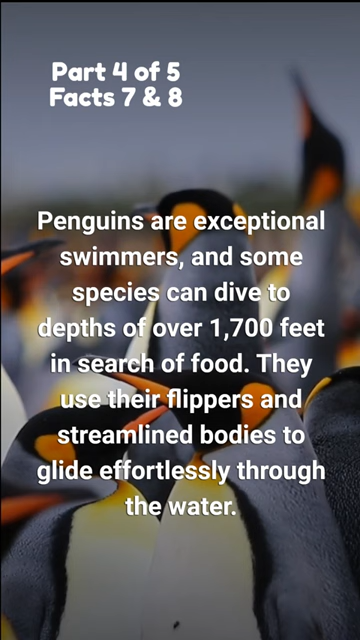 Part 4 of 5
Facts 7 & 8
Penguins are exceptional
swimmers, and some
species can dive to
depths of over 1,700 feet
in search of food. They
use their flippers and
streamlined bodies to
glide effortlessly through
the water.